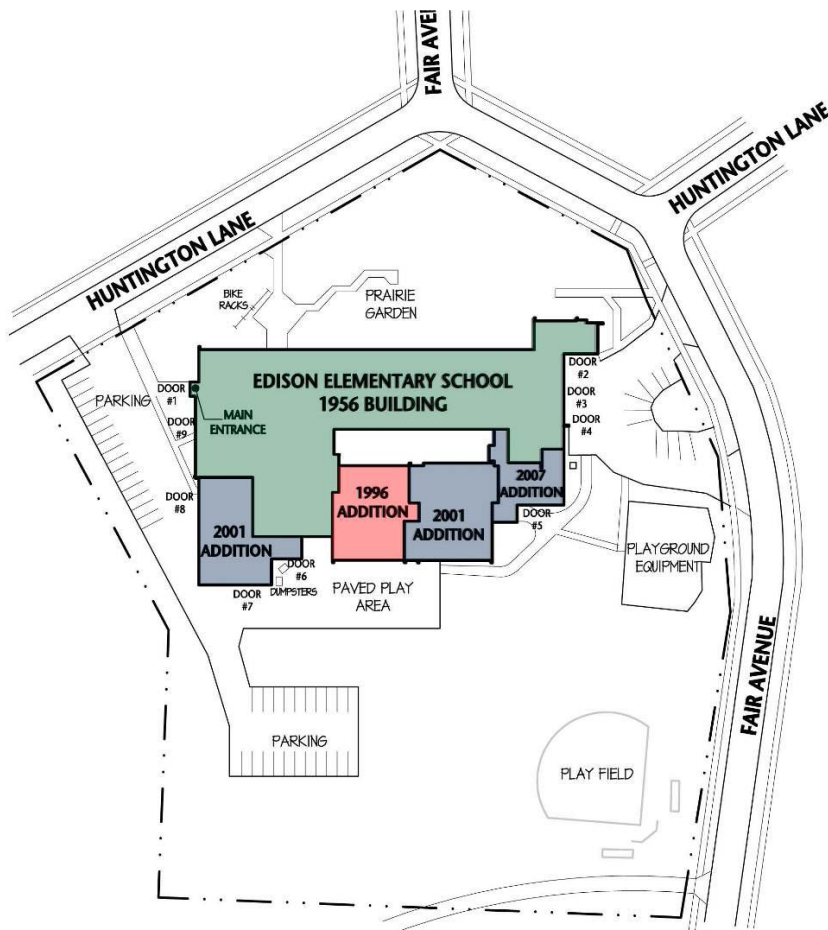 FAIR AVE
HUNTINGTON LANE
HUNTINGTON LANE
BIKE
RACKS
PRAIRIE
GARDEN
EDISON ELEMENTARY SCHOOL
1956 BUILDING
DOOR
#1
MAIN
ENTRANCE
PARKING
DOOR
#9
DOOR
#2
DOOR
#3
DOOR
#4
DOOR
#8
2001
ADDITION
1996
ADDITION
2001
ADDITION
2007
ADDITION
DOOR
#5
DOOR
#6
DUMPSTERS
DOOR
#7
PAVED PLAY
AREA
PLAYGROUND
EQUIPMENT
FAIR AVENUE
PARKING
PLAY FIELD